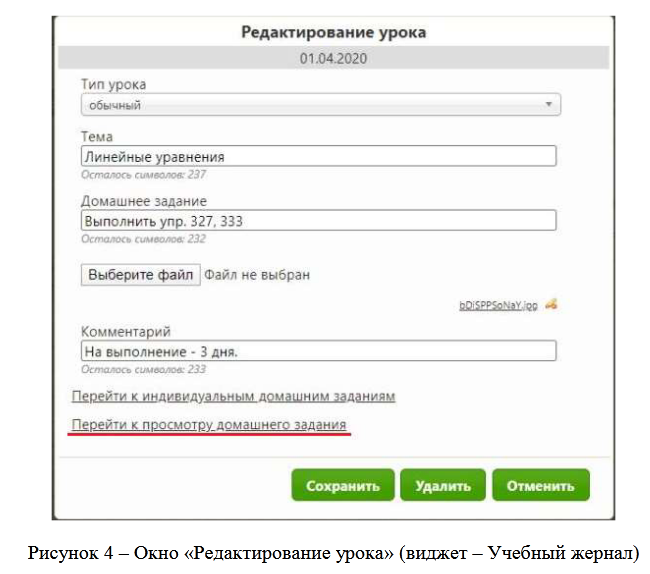 Редактирование урока
01.04.2020
Тип урока
обычный
Тема
Линейные уравнения
Осталось символов: 237
Домашнее задание
Выполнить упр. 327, 333
Осталось символов: 232
Выберите файл Файл не выбран
bDiSPPSoNaY.jpg
Комментарий
На выполнение - 3 дня.
Осталось символов: 233
Перейти к индивидуальным домашним заданиям
Перейти к просмотру домашнего задания
Сохранить Удалить Отменить
Рисунок 4 – Окно «Редактирование урока» (виджет – Учебный жернал)